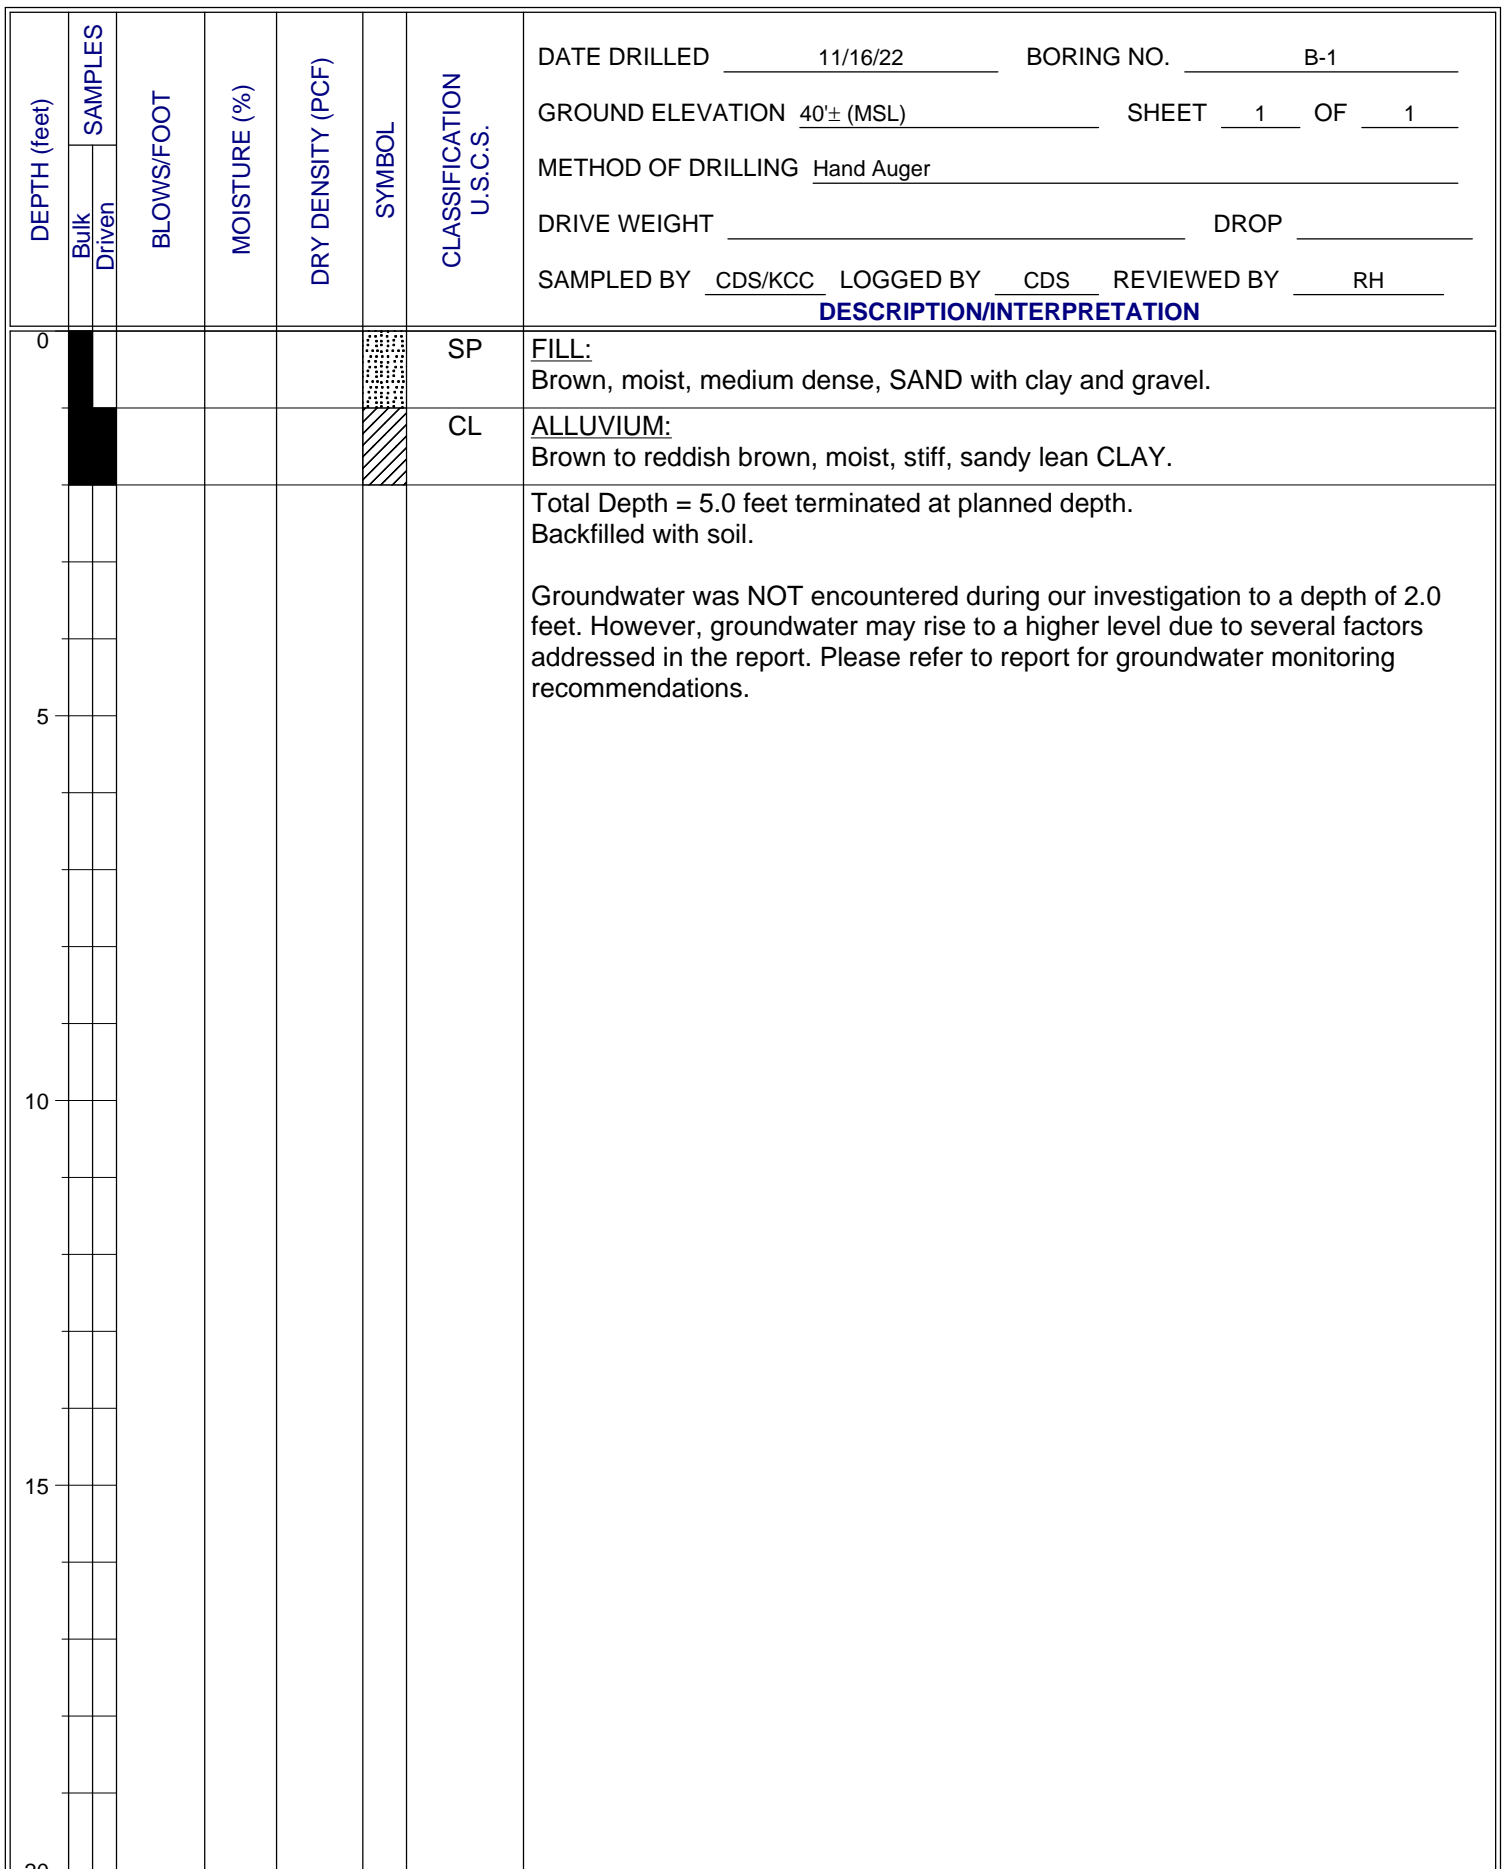 DEPTH (feet)
SAMPLES
Bulk
Driven
BLOWS/FOOT
MOISTURE (%)
DRY DENSITY (PCF)
SYMBOL
CLASSIFICATION
U.S.C.S.
DATE DRILLED 11/16/22 BORING NO. B-1
GROUND ELEVATION 40'± (MSL) SHEET 1 OF 1
METHOD OF DRILLING Hand Auger
DRIVE WEIGHT DROP
SAMPLED BY CDS/KCC LOGGED BY CDS REVIEWED BY RH
DESCRIPTION/INTERPRETATION
0 SP FILL:
Brown, moist, medium dense, SAND with clay and gravel.
CL ALLUVIUM:
Brown to reddish brown, moist, stiff, sandy lean CLAY.
Total Depth = 5.0 feet terminated at planned depth.
Backfilled with soil.
Groundwater was NOT encountered during our investigation to a depth of 2.0
feet. However, groundwater may rise to a higher level due to several factors
addressed in the report. Please refer to report for groundwater monitoring
recommendations.
5
10
15
20